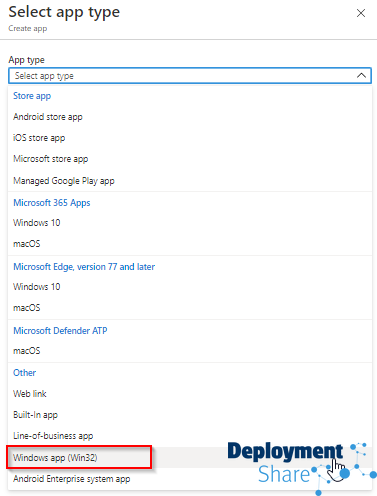 Select app type
Create app
App type
Select app type
Store app
Android store app
iOS store app
Microsoft store app
Managed Google Play app
Microsoft 365 Apps
Windows 10
macOS
Microsoft Edge, version 77 and later
Windows 10
macOS
Microsoft Defender ATP
macOS
Other
Web link
Built-In app
Line-of-business app
Windows app (Win32)
Android Enterprise system app
Deployment
Share